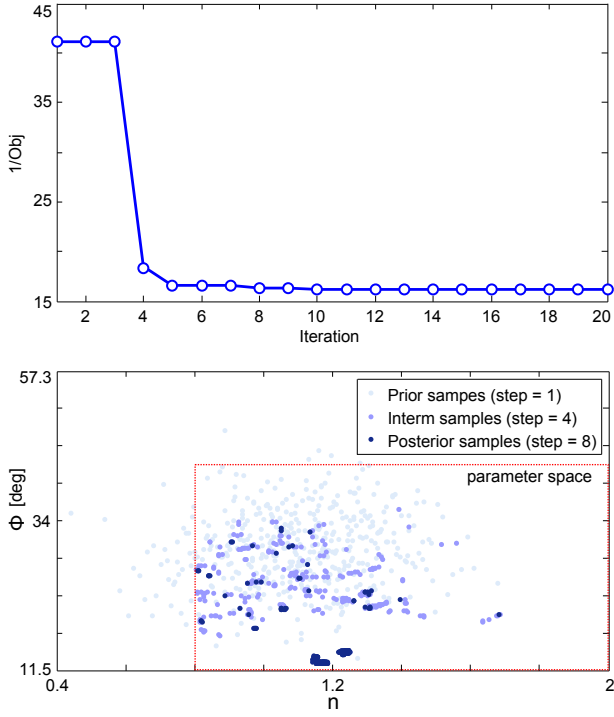 45
35
25
15
1/Obj
2 4 6 8 10 12 14 16 18 20
Iteration
57.3
34
11.5
Φ [deg]
Prior sampes (step = 1)
Interm samples (step = 4)
Posterior samples (step = 8)
parameter space
0.4 1.2 2
n